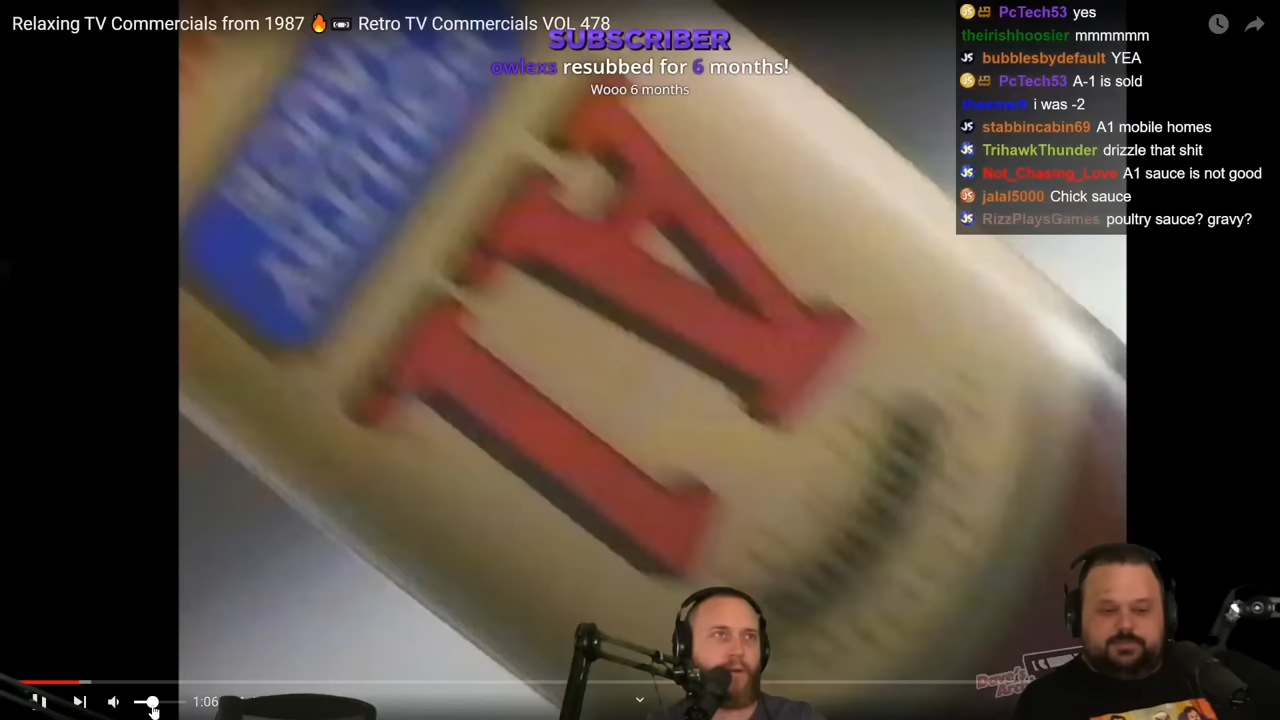 Relaxing TV Commercials from 1987 🔥📼 Retro TV Commercials VOL 478
SUBSCRIBER
owlexs resubbed for 6 months!
Wooo 6 months
PcTech53 yes
theirishhoosier mmmmmm
bubblesbydefault YEA
PcTech53 A-1 is sold
theemerk i was -2
stabbincabin69 A1 mobile homes
TrihawkThunder drizzle that shit
Not_Chasing_Love A1 sauce is not good
jalal5000 Chick sauce
RizzPlaysGames poultry sauce? gravy?
A1
Dave's
1:06